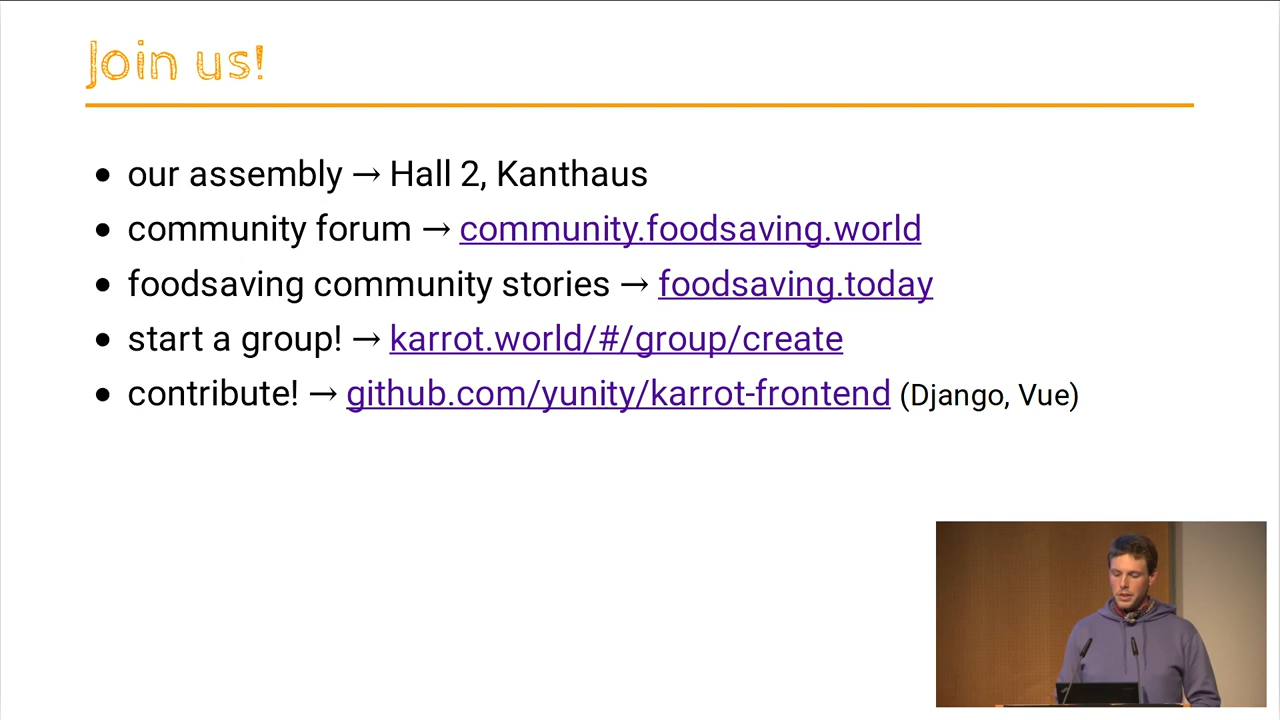 Join us!
• our assembly → Hall 2, Kanthaus
• community forum → community.foodsaving.world
• foodsaving community stories → foodsaving.today
• start a group! → karrot.world/#/group/create
• contribute! → github.com/yunity/karrot-frontend (Django, Vue)